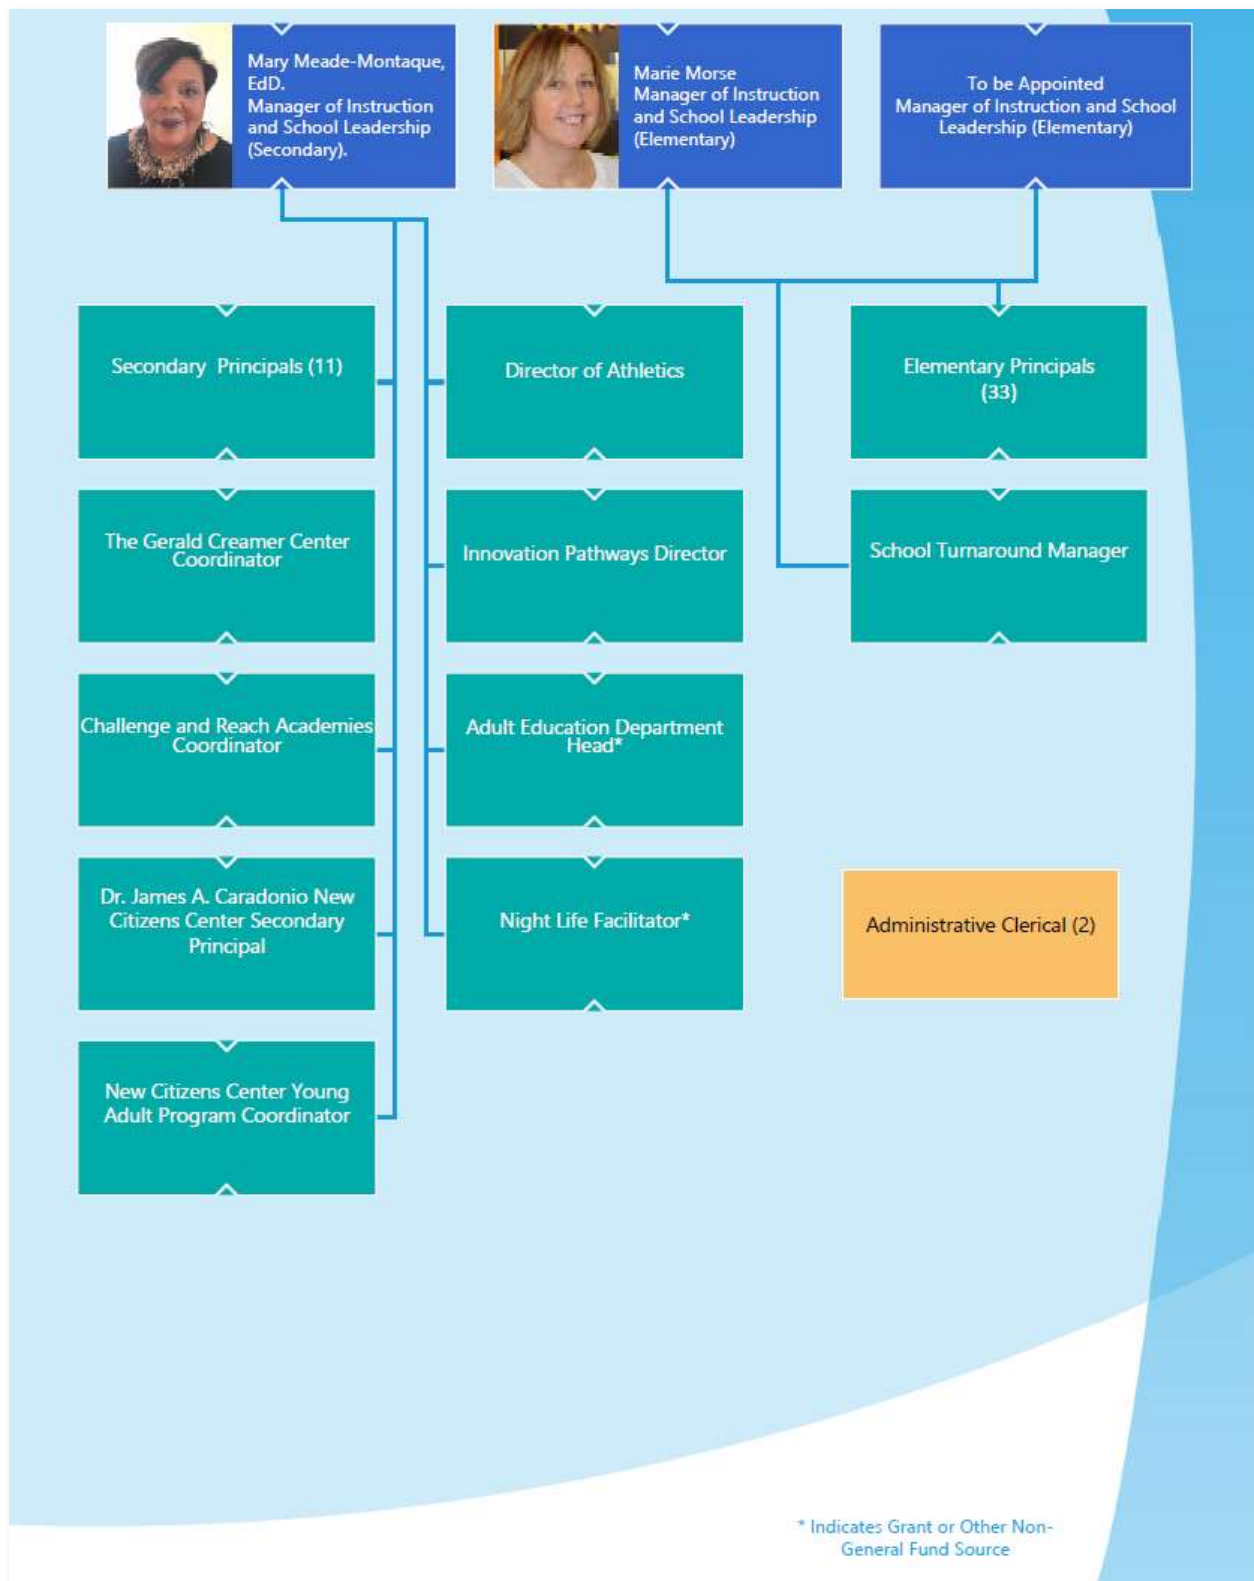 Mary Meade-Montaque,
EdD.
Manager of Instruction
and School Leadership
(Secondary).
Marie Morse
Manager of Instruction
and School Leadership
(Elementary)
To be Appointed
Manager of Instruction and School
Leadership (Elementary)
Secondary Principals (11)
Director of Athletics
Elementary Principals
(33)
The Gerald Creamer Center
Coordinator
Innovation Pathways Director
School Turnaround Manager
Challenge and Reach Academies
Coordinator
Adult Education Department
Head*
Dr. James A. Caradonio New
Citizens Center Secondary
Principal
Night Life Facilitator*
Administrative Clerical (2)
New Citizens Center Young
Adult Program Coordinator
* Indicates Grant or Other Non-
General Fund Source